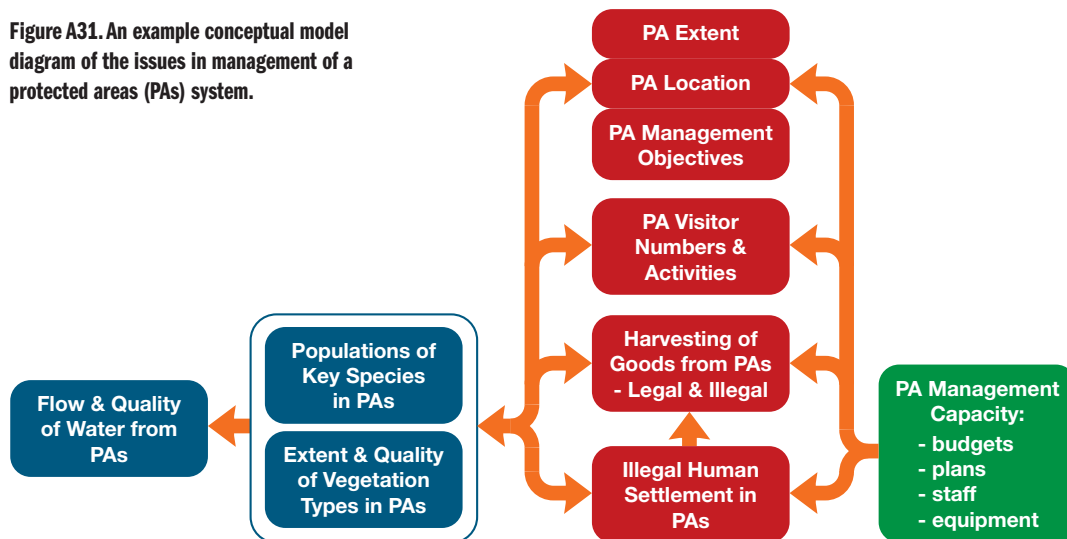 Figure A31. An example conceptual model
diagram of the issues in management of a
protected areas (PAs) system.
PA Extent
PA Location
PA Management
Objectives
PA Visitor
Numbers &
Activities
Harvesting of
Goods from PAs
- Legal & Illegal
Illegal Human
Settlement in
PAs
Populations of
Key Species
in PAs
Extent & Quality
of Vegetation
Types in PAs
Flow & Quality
of Water from
PAs
PA Management
Capacity:
- budgets
- plans
- staff
- equipment